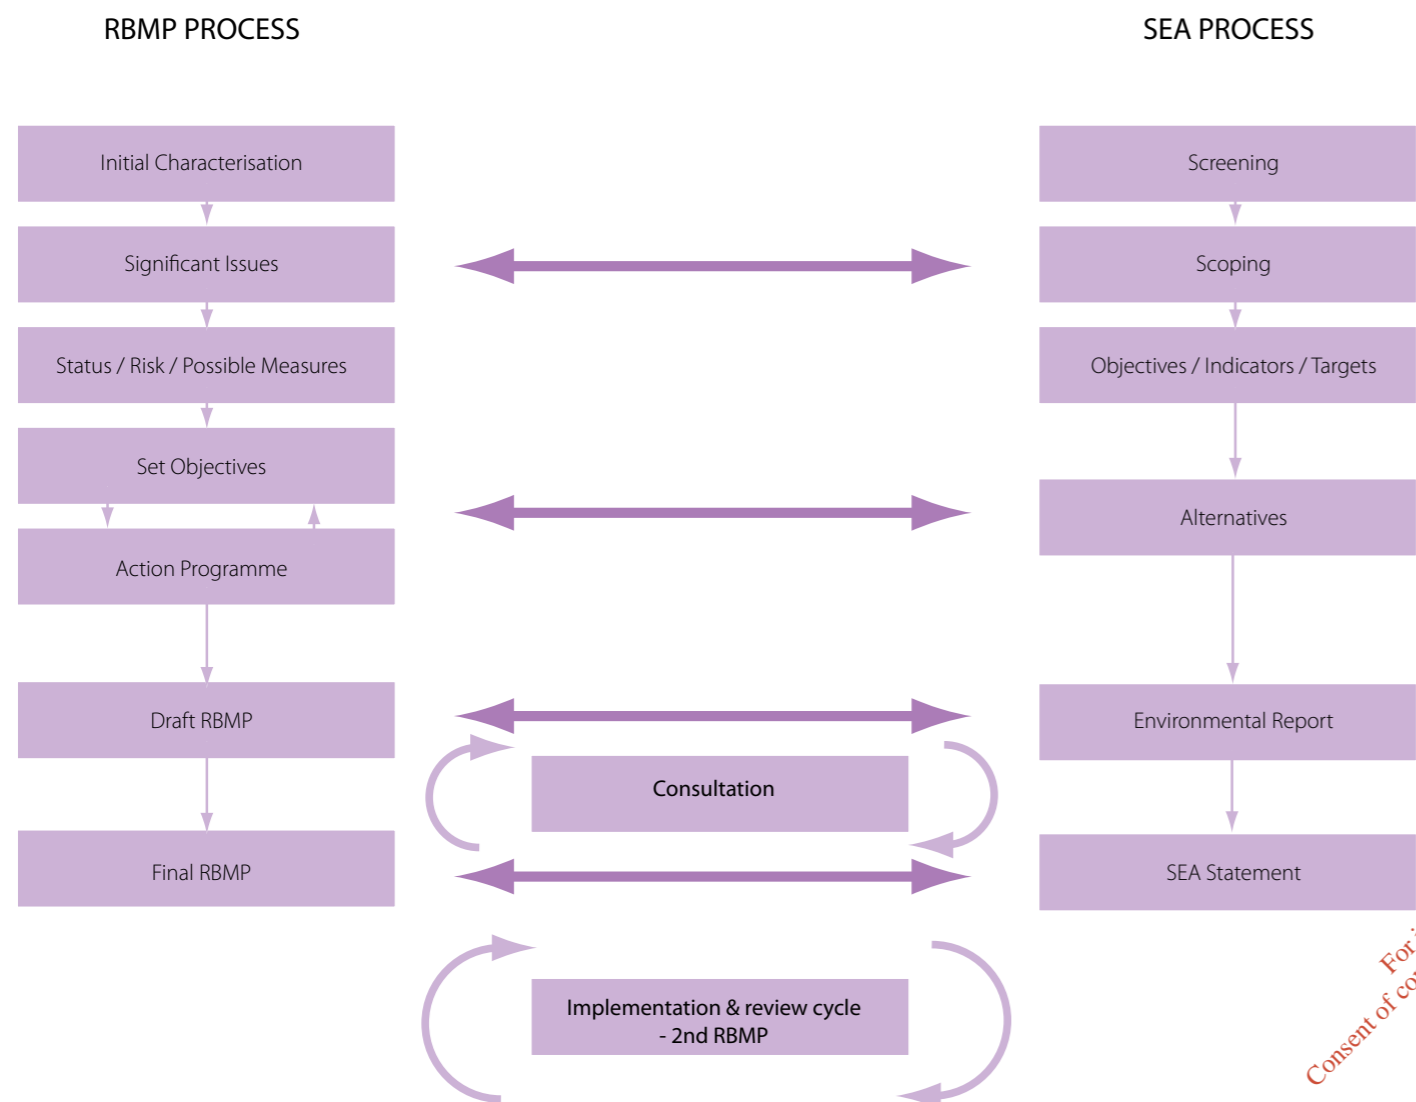 RBMP PROCESS
SEA PROCESS
Initial Characterisation
Screening
Significant Issues
Scoping
Status / Risk / Possible Measures
Objectives / Indicators / Targets
Set Objectives
Alternatives
Action Programme
Draft RBMP
Environmental Report
Consultation
Final RBMP
SEA Statement
Implementation & review cycle
- 2nd RBMP
For
Consent of